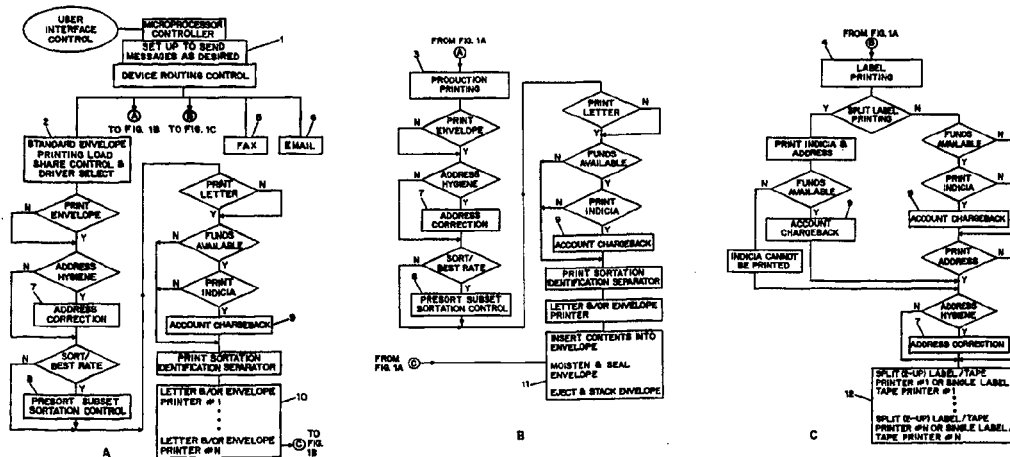 USER
INTERFACE
CONTROL
MICROPROCESSOR
CONTROLLER
1
SET UP TO SEND
MESSAGES AS DESIRED
DEVICE ROUTING CONTROL
A
B
TO FIG. 1B TO FIG. 1C
5
FAX
6
EMAIL
2
STANDARD ENVELOPE
PRINTING LOAD
SHARE CONTROL &
DRIVER SELECT
PRINT
ENVELOPE
N
Y
ADDRESS
HYGIENE
N
Y
7
ADDRESS
CORRECTION
SORT/
BEST RATE
N
Y
8
PRESORT SUBSET
SORTATION CONTROL
PRINT
LETTER
N
Y
FUNDS
AVAILABLE
N
Y
PRINT
INDICIA
N
Y
ACCOUNT CHARGEBACK
9
PRINT SORTATION
IDENTIFICATION SEPARATOR
10
LETTER &/OR ENVELOPE
PRINTER #1
LETTER &/OR ENVELOPE
PRINTER #N
C
TO
FIG.
1B
A
FROM FIG. 1A
A
3
PRODUCTION
PRINTING
PRINT
ENVELOPE
N
Y
ADDRESS
HYGIENE
N
Y
7
ADDRESS
CORRECTION
SORT/
BEST RATE
N
Y
8
PRESORT SUBSET
SORTATION CONTROL
PRINT
LETTER
N
Y
FUNDS
AVAILABLE
N
Y
PRINT
INDICIA
N
Y
9
ACCOUNT CHARGEBACK
PRINT SORTATION
IDENTIFICATION SEPARATOR
LETTER &/OR ENVELOPE
PRINTER
FROM
FIG. 1A
C
INSERT CONTENTS INTO
ENVELOPE
MOISTEN & SEAL
ENVELOPE
EJECT & STACK ENVELOPE
11
B
FROM FIG. 1A
B
4
LABEL
PRINTING
SPLIT LABEL
PRINTING
Y
N
PRINT INDICIA &
ADDRESS
FUNDS
AVAILABLE
N
Y
9
ACCOUNT
CHARGEBACK
INDICIA CANNOT
BE PRINTED
FUNDS
AVAILABLE
N
Y
PRINT
INDICIA
N
Y
9
ACCOUNT CHARGEBACK
PRINT
ADDRESS
N
Y
ADDRESS
HYGIENE
N
Y
7
ADDRESS CORRECTION
12
SPLIT (2-UP) LABEL/TAPE
PRINTER #1 OR SINGLE LABEL
TAPE PRINTER #1
SPLIT (2-UP) LABEL/TAPE
PRINTER #N OR SINGLE LABEL/
TAPE PRINTER #N
C